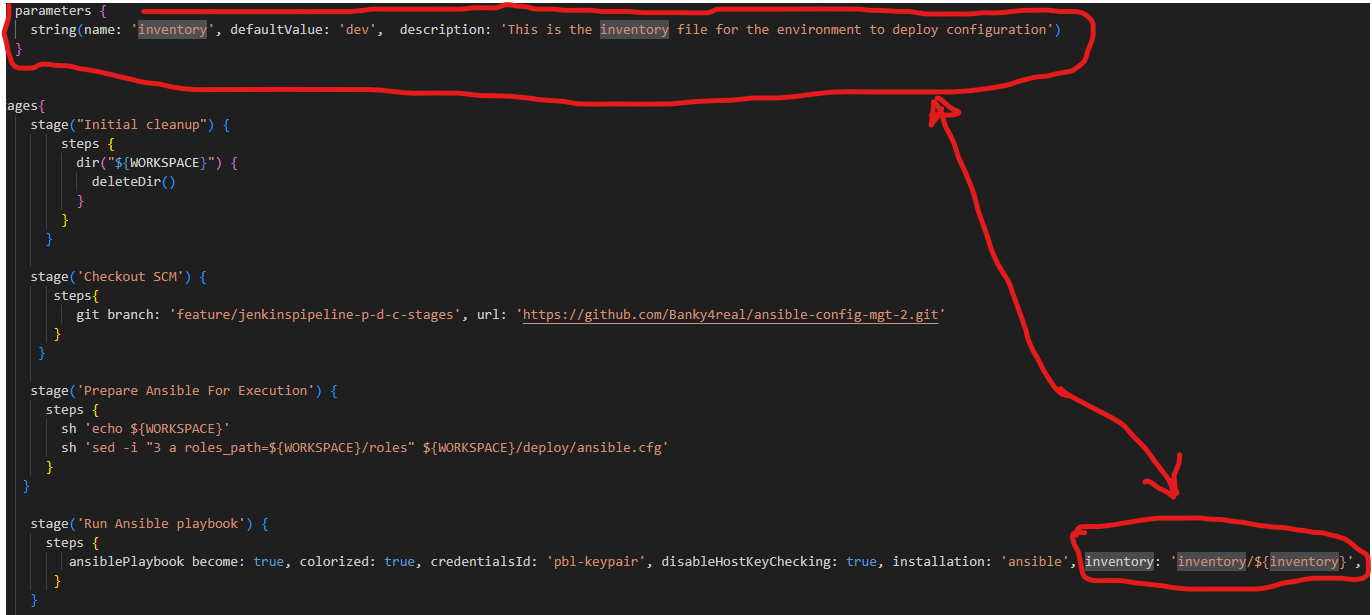 parameters {
string(name: 'inventory', defaultValue: 'dev',  description: 'This is the inventory file for the environment to deploy configuration')
}
ages{
stage("Initial cleanup") {
steps {
dir("${WORKSPACE}") {
deleteDir()
}
}
}
stage('Checkout SCM') {
steps{
git branch: 'feature/jenkinspipeline-p-d-c-stages', url: 'https://github.com/Banky4real/ansible-config-mgt-2.git'
}
}
stage('Prepare Ansible For Execution') {
steps {
sh 'echo ${WORKSPACE}'
sh 'sed -i "3 a roles_path=${WORKSPACE}/roles" ${WORKSPACE}/deploy/ansible.cfg'
}
}
stage('Run Ansible playbook') {
steps {
ansiblePlaybook become: true, colorized: true, credentialsId: 'pbl-keypair', disableHostKeyChecking: true, installation: 'ansible', inventory: 'inventory/${inventory}',
}
}